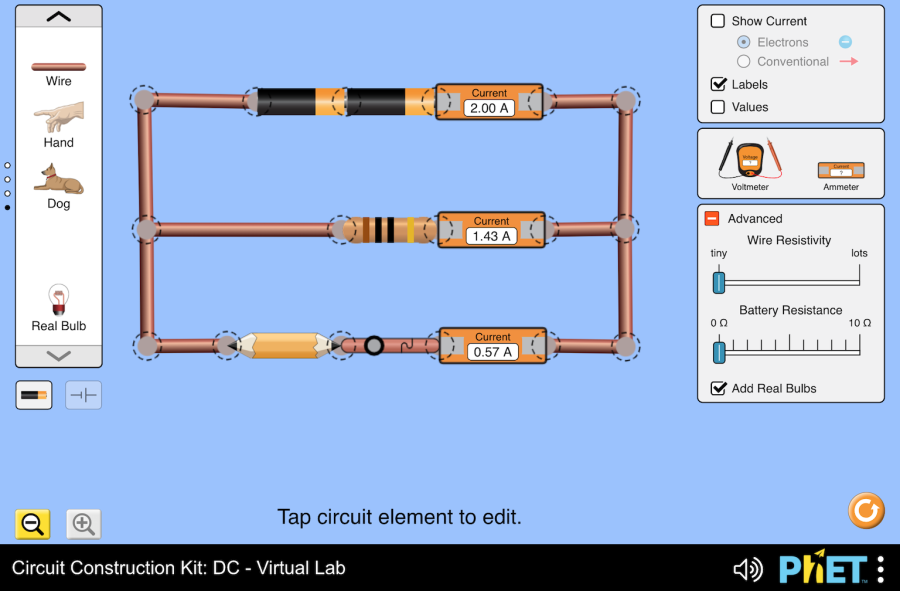 Wire
Hand
Dog
Real Bulb
Current
2.00 A
Current
1.43 A
Current
0.57 A
Show Current
Electrons
Conventional
Labels
Values
Voltage
?
Voltmeter
Current
?
Ammeter
Advanced
Wire Resistivity
tiny
lots
Battery Resistance
0 Ω
10 Ω
Add Real Bulbs
Tap circuit element to edit.
Circuit Construction Kit: DC - Virtual Lab
PhET